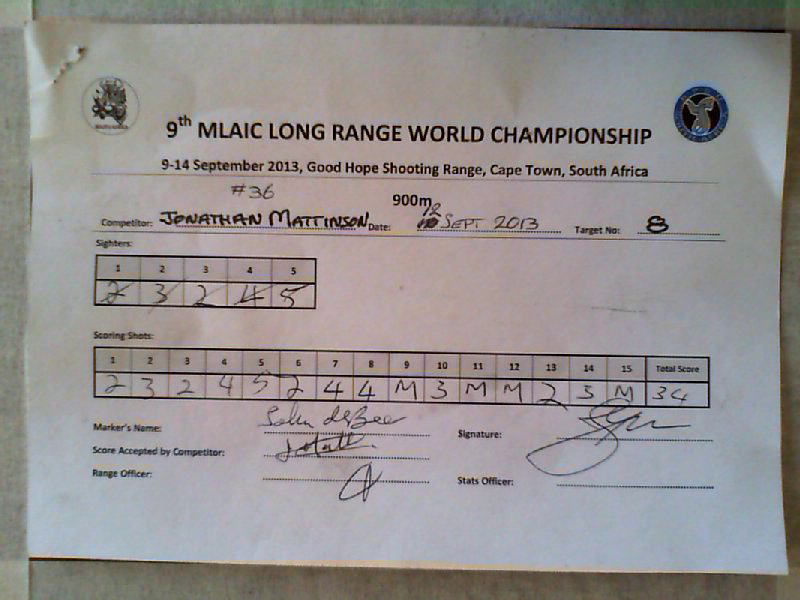 9th MLAIC LONG RANGE WORLD CHAMPIONSHIP
9-14 September 2013, Good Hope Shooting Range, Cape Town, South Africa
#36
900m
Competitor: JONATHAN MATTINSON Date: 12 SEPT 2013 Target No: 8
Sighters:
1 2 3 4 5
2 3 2 4 5
Scoring Shots:
1 2 3 4 5 6 7 8 9 10 11 12 13 14 15 Total Score
2 3 2 4 5 2 4 4 M 3 M M 2 3 M 34
Marker's Name: Signature:
Score Accepted by Competitor:
Range Officer: Stats Officer: